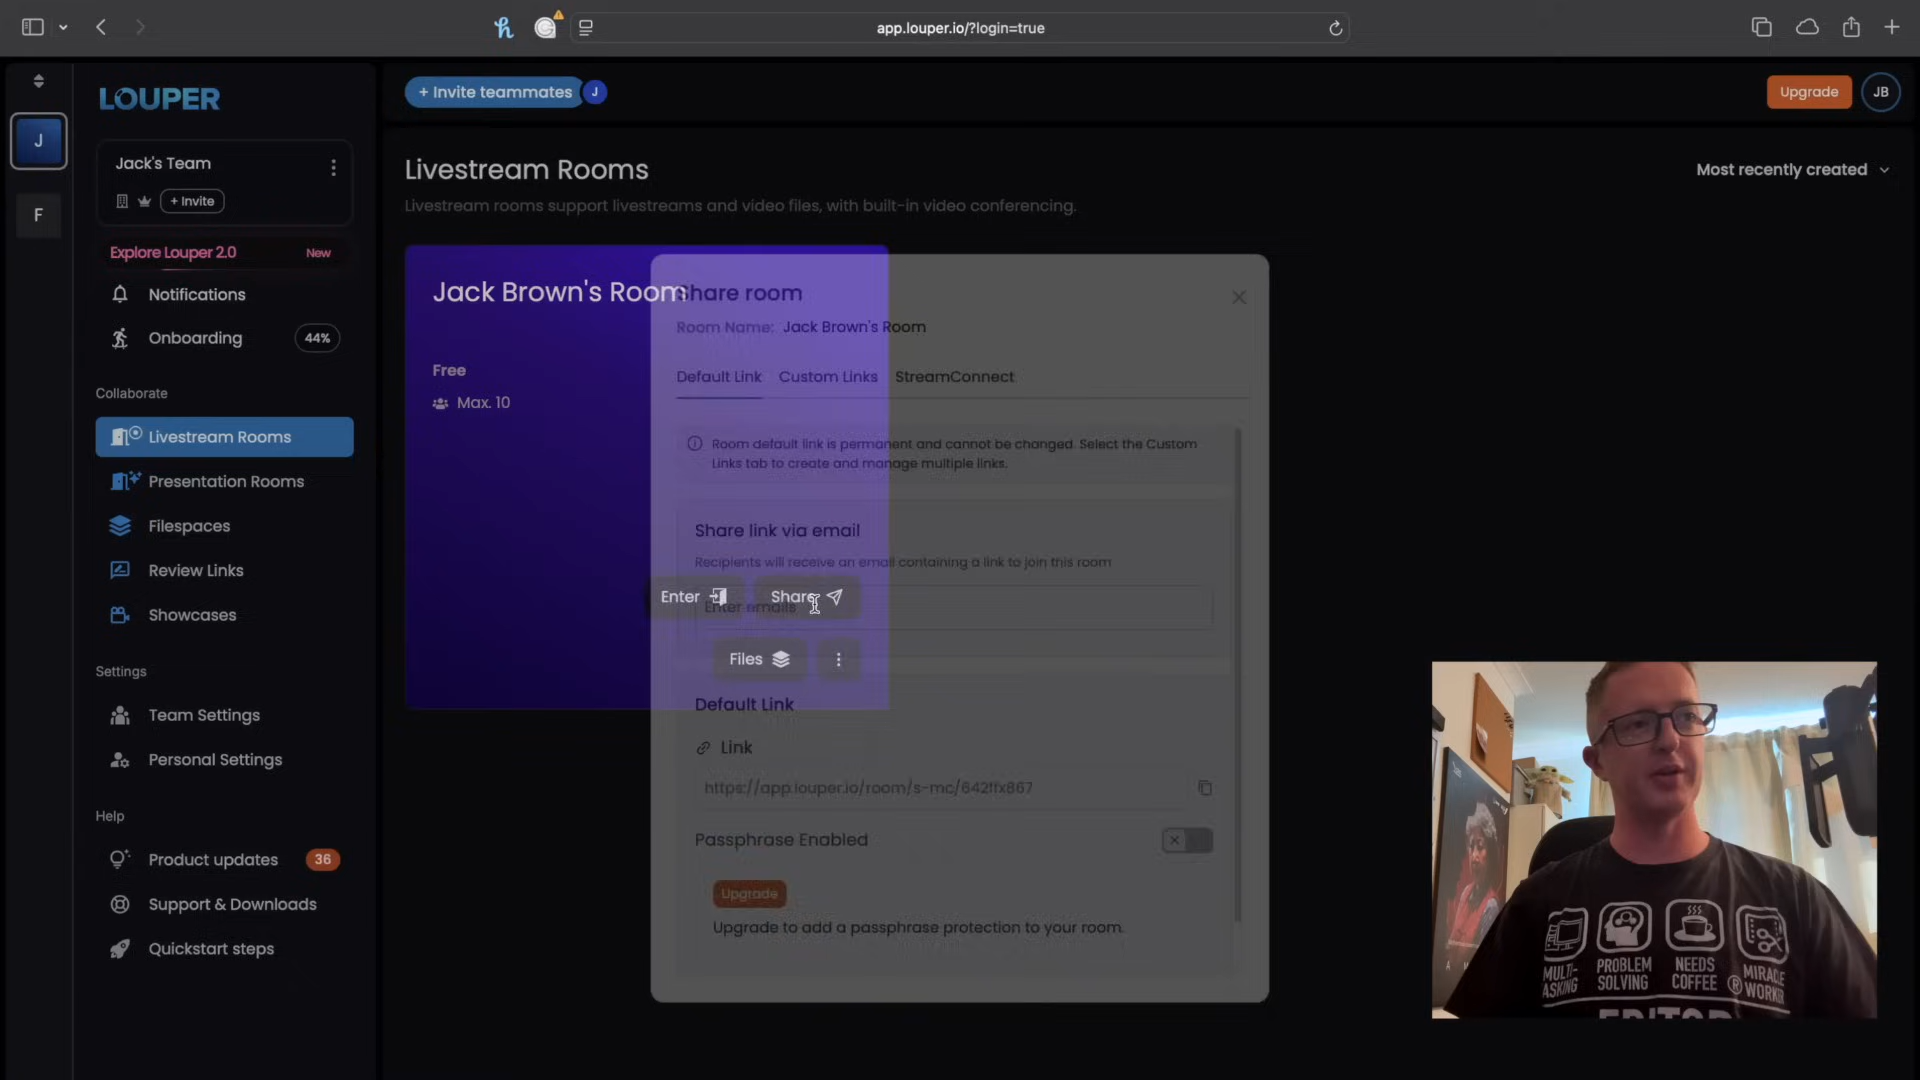 app.louper.io/?login=true
LOUPER
+ Invite teammates
J
Upgrade
JB
J
F
Jack's Team
+ Invite
Explore Louper 2.0
New
Notifications
Onboarding
44%
Collaborate
Livestream Rooms
Presentation Rooms
Filespaces
Review Links
Showcases
Settings
Team Settings
Personal Settings
Help
Product updates
36
Support & Downloads
Quickstart steps
Livestream Rooms
Most recently created
Livestream rooms support livestreams and video files, with built-in video conferencing.
Jack Brown's Room
Free
Max. 10
Enter
Share
Files
Share room
Room Name: Jack Brown's Room
Default Link
Custom Links
StreamConnect
Room default link is permanent and cannot be changed. Select the Custom
Links tab to create and manage multiple links.
Share link via email
Recipients will receive an email containing a link to join this room
Enter emails
Default Link
Link
https://app.louper.io/room/s-mc/642ffx867
Passphrase Enabled
Upgrade
Upgrade to add a passphrase protection to your room.
MULTI-
ASKING
PROBLEM
SOLVING
NEEDS
COFFEE
MIRACLE
WORKER
EDITOR